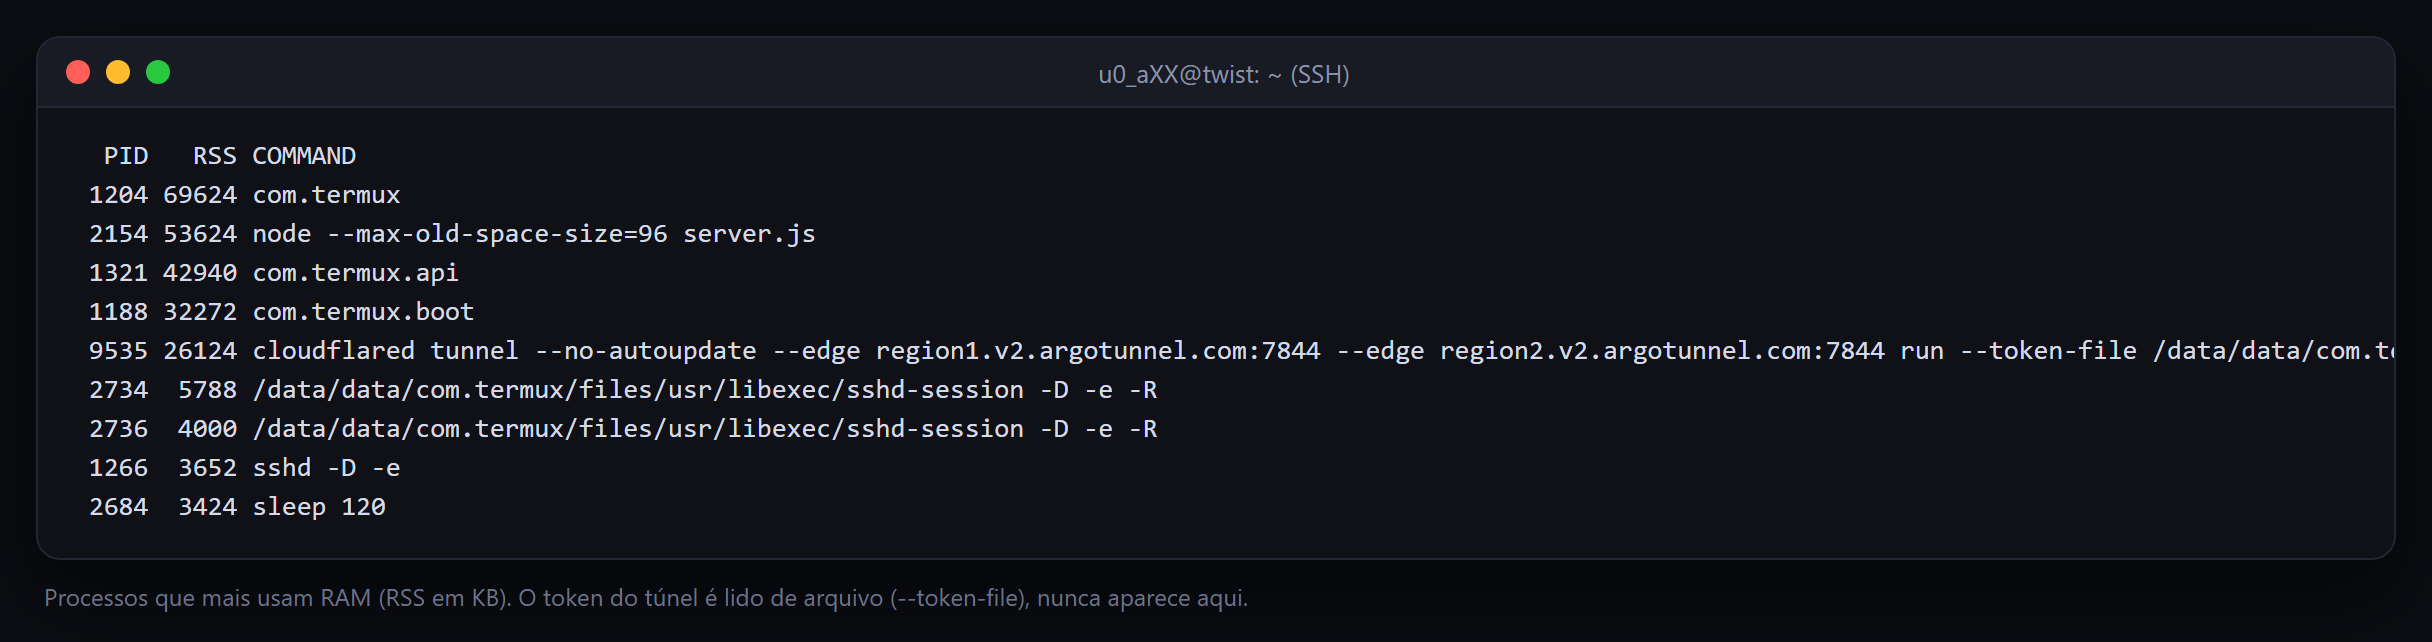 u0_aXX@twist: ~ (SSH)
PID RSS COMMAND
1204 69624 com.termux
2154 53624 node --max-old-space-size=96 server.js
1321 42940 com.termux.api
1188 32272 com.termux.boot
9535 26124 cloudflared tunnel --no-autoupdate --edge region1.v2.argotunnel.com:7844 --edge region2.v2.argotunnel.com:7844 run --token-file /data/data/com.t
2734 5788 /data/data/com.termux/files/usr/libexec/sshd-session -D -e -R
2736 4000 /data/data/com.termux/files/usr/libexec/sshd-session -D -e -R
1266 3652 sshd -D -e
2684 3424 sleep 120
Processos que mais usam RAM (RSS em KB). O token do túnel é lido de arquivo (--token-file), nunca aparece aqui.